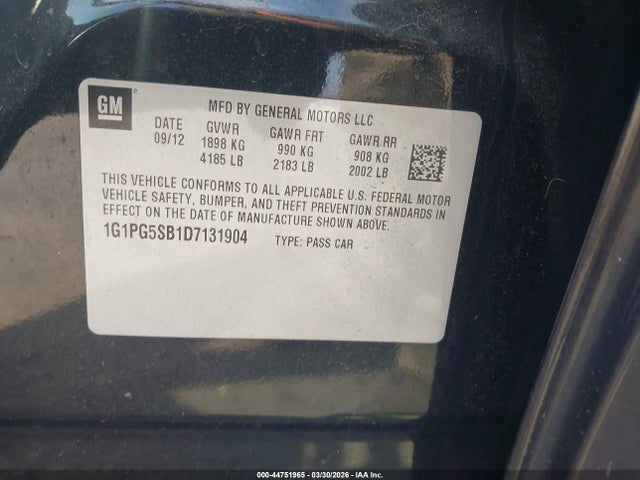 GM
MFD BY GENERAL MOTORS LLC
DATE GVWR GAWR FRT GAWR RR
09/12 1898 KG 990 KG 908 KG
4185 LB 2183 LB 2002 LB
THIS VEHICLE CONFORMS TO ALL APPLICABLE U.S. FEDERAL MOTOR
VEHICLE SAFETY, BUMPER, AND THEFT PREVENTION STANDARDS IN
EFFECT ON THE DATE OF MANUFACTURE SHOWN ABOVE.
1G1PG5SB1D7131904 TYPE: PASS CAR
000-44751965 - 03/30/2026 - IAA Inc.